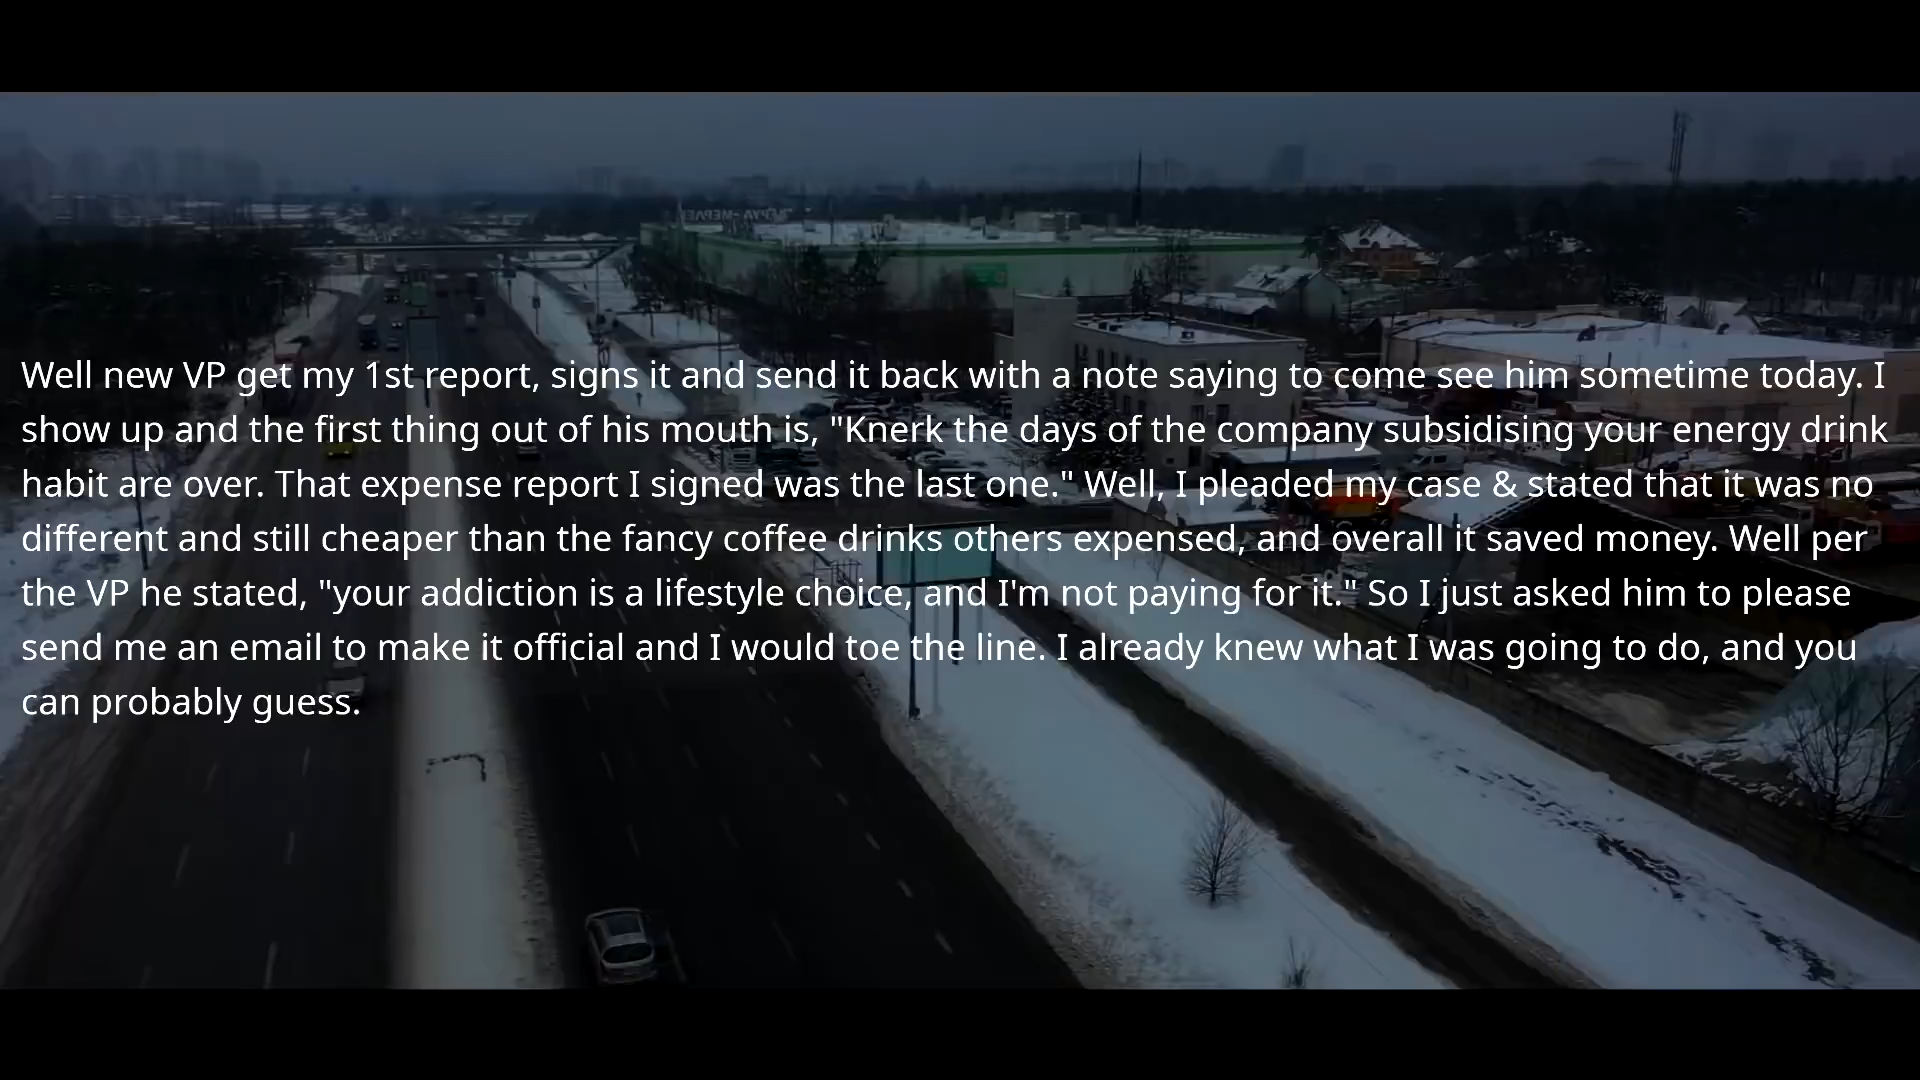 Well new VP get my 1st report, signs it and send it back with a note saying to come see him sometime today. I
show up and the first thing out of his mouth is, "Knerk the days of the company subsidising your energy drink
habit are over. That expense report I signed was the last one." Well, I pleaded my case & stated that it was no
different and still cheaper than the fancy coffee drinks others expensed, and overall it saved money. Well per
the VP he stated, "your addiction is a lifestyle choice, and I'm not paying for it." So I just asked him to please
send me an email to make it official and I would toe the line. I already knew what I was going to do, and you
can probably guess.